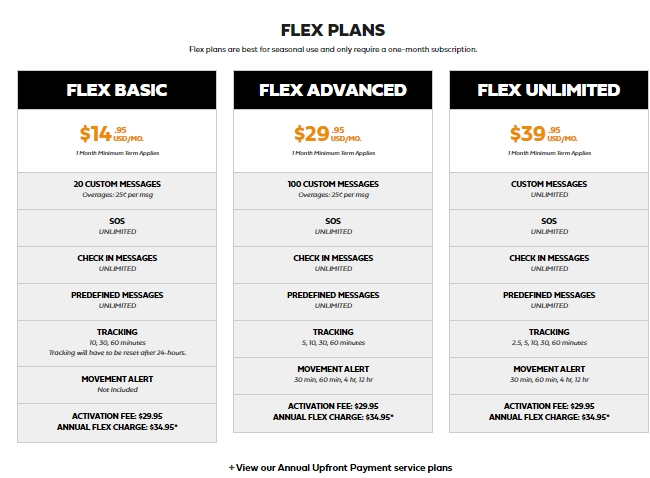 FLEX PLANS
Flex plans are best for seasonal use and only require a one-month subscription.
FLEX BASIC
$14.95 USD/MO.
1 Month Minimum Term Applies
20 CUSTOM MESSAGES
Overages: 25¢ per msg
SOS
UNLIMITED
CHECK IN MESSAGES
UNLIMITED
PREDEFINED MESSAGES
UNLIMITED
TRACKING
10, 30, 60 minutes
Tracking will have to be reset after 24-hours.
MOVEMENT ALERT
Not Included
ACTIVATION FEE: $29.95
ANNUAL FLEX CHARGE: $34.95*
FLEX ADVANCED
$29.95 USD/MO.
1 Month Minimum Term Applies
100 CUSTOM MESSAGES
Overages: 25¢ per msg
SOS
UNLIMITED
CHECK IN MESSAGES
UNLIMITED
PREDEFINED MESSAGES
UNLIMITED
TRACKING
5, 10, 30, 60 minutes
MOVEMENT ALERT
30 min, 60 min, 4 hr, 12 hr
ACTIVATION FEE: $29.95
ANNUAL FLEX CHARGE: $34.95*
FLEX UNLIMITED
$39.95 USD/MO.
1 Month Minimum Term Applies
CUSTOM MESSAGES
UNLIMITED
SOS
UNLIMITED
CHECK IN MESSAGES
UNLIMITED
PREDEFINED MESSAGES
UNLIMITED
TRACKING
2.5, 5, 10, 30, 60 minutes
MOVEMENT ALERT
30 min, 60 min, 4 hr, 12 hr
ACTIVATION FEE: $29.95
ANNUAL FLEX CHARGE: $34.95*
+ View our Annual Upfront Payment service plans